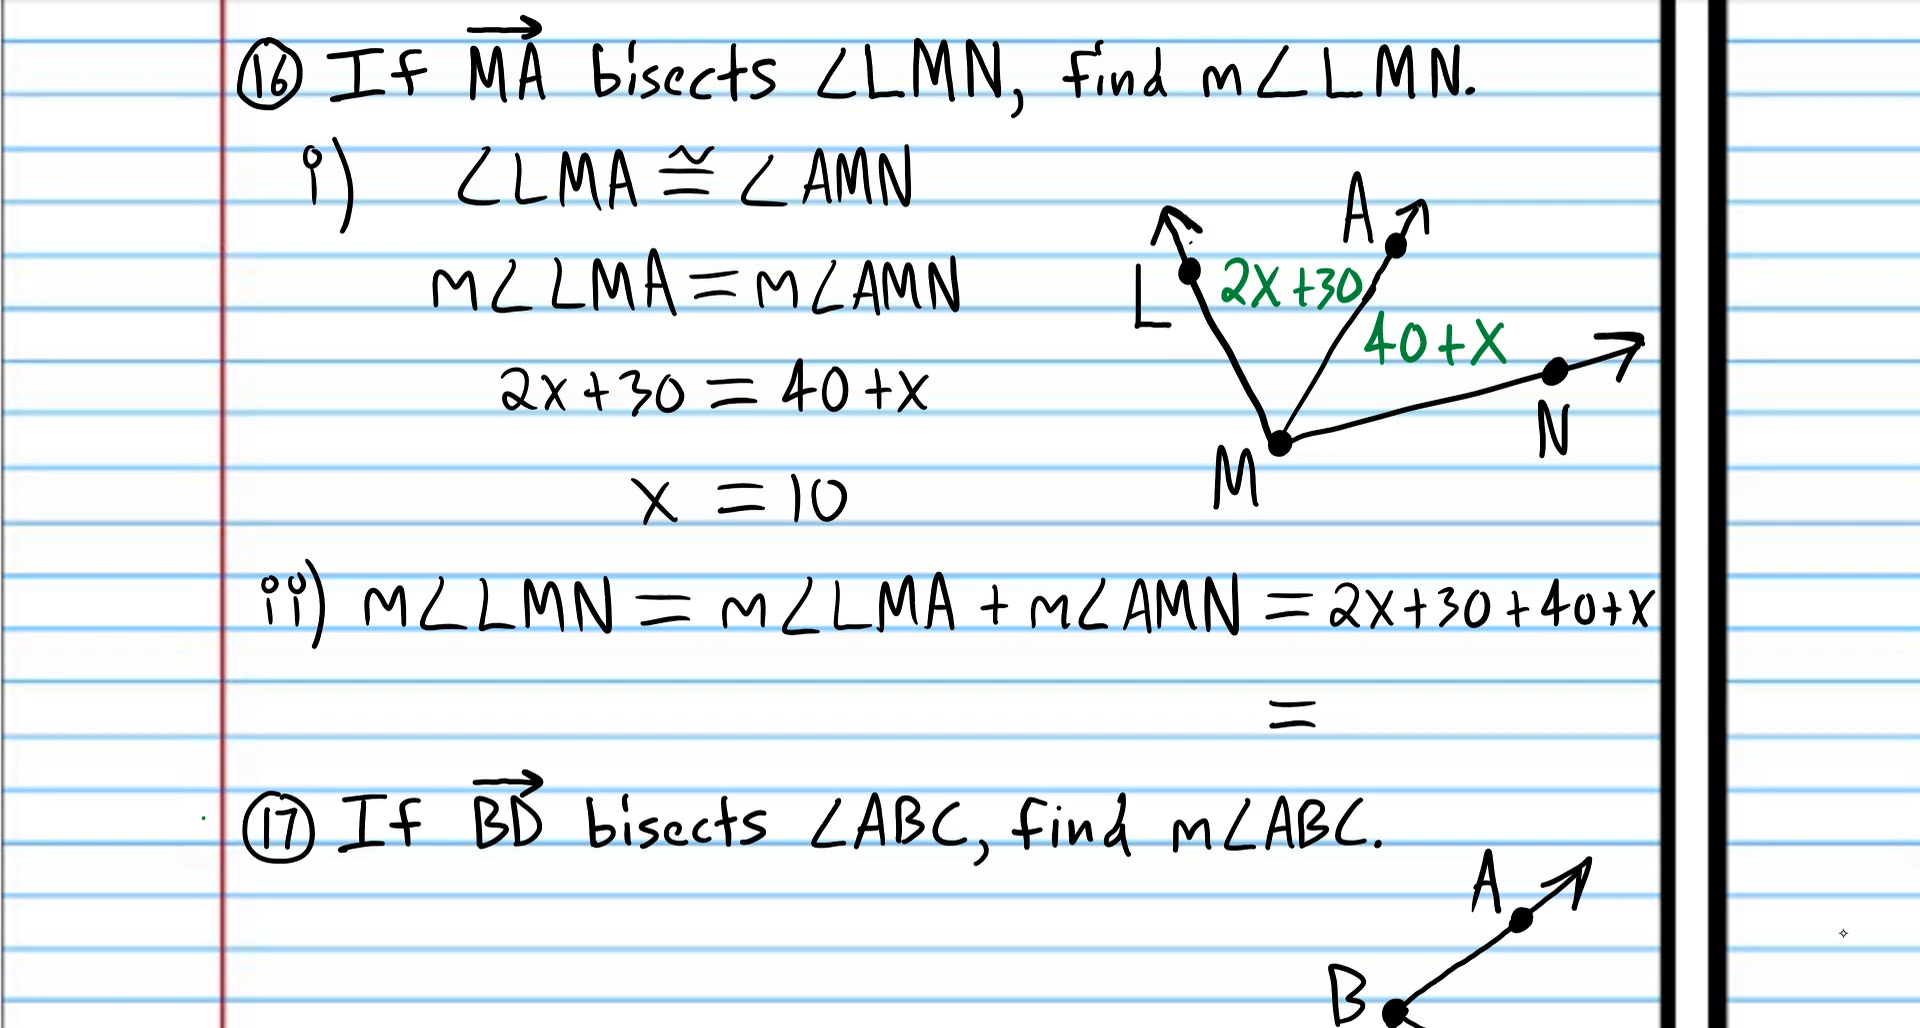 16 If MA bisects ∠LMN, find m∠LMN.
i) ∠LMA ≅ ∠AMN
m∠LMA = m∠AMN
2x+30 = 40+x
x = 10
L
2x+30
A
40+x
M
N
ii) m∠LMN = m∠LMA + m∠AMN = 2x+30+40+x
=
17 If BD bisects ∠ABC, find m∠ABC.
A
B